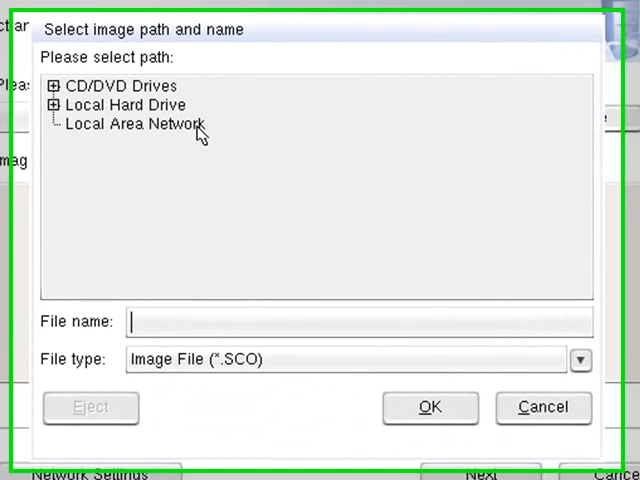 Select image path and name
Please select path:
CD/DVD Drives
Local Hard Drive
Local Area Network
File name:
File type: Image File (*.SCO)
Eject OK Cancel
Network Settings Next Cance